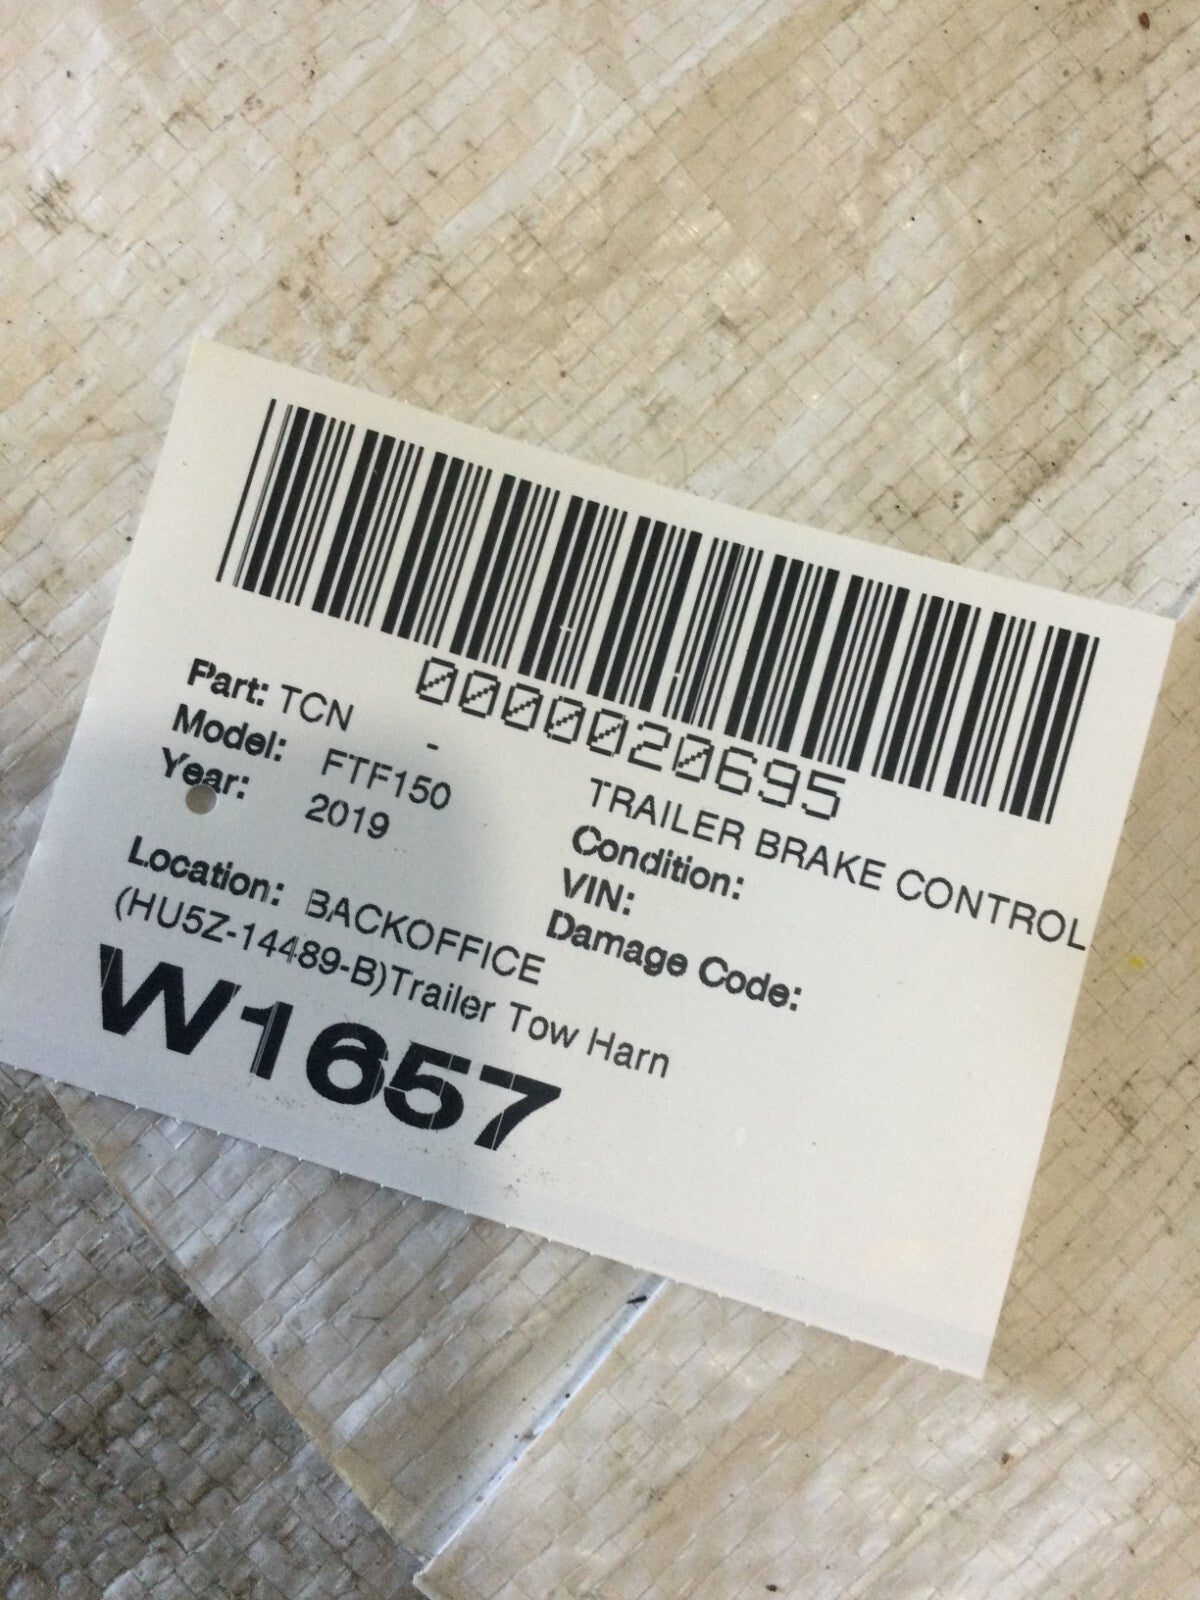 0000020695
Part: TCN -
TRAILER BRAKE CONTROL
Model: FTF150
Condition:
Year: 2019
VIN:
Damage Code:
Location: BACKOFFICE
(HU5Z-14489-B)Trailer Tow Harn
W1657